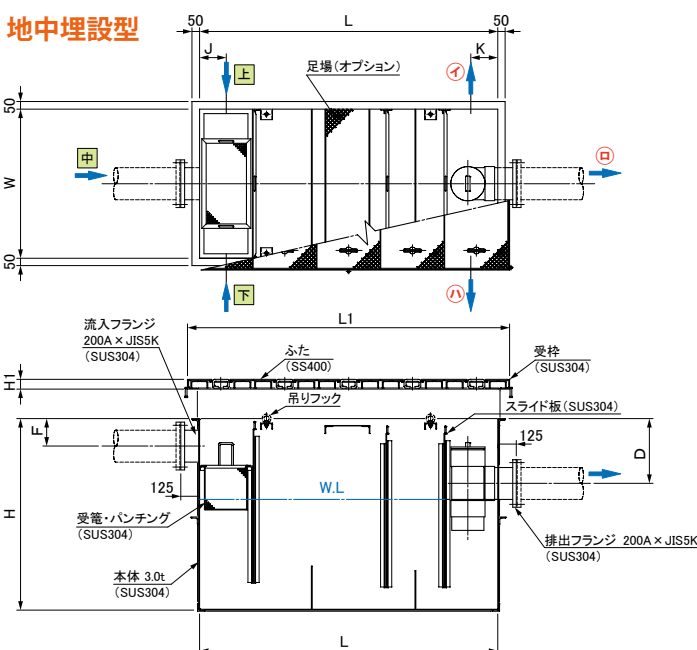 地中埋設型
50
L
50
J
K
上
足場(オプション)
イ
50
中
W
ロ
50
下
ハ
L1
流入フランジ
200A×JIS5K
(SUS304)
ふた
(SS400)
受枠
(SUS304)
H1
吊りフック
スライド板(SUS304)
F
125
D
125
W.L
H
受篭・パンチング
(SUS304)
排出フランジ 200A×JIS5K
(SUS304)
本体 3.0t
(SUS304)
L